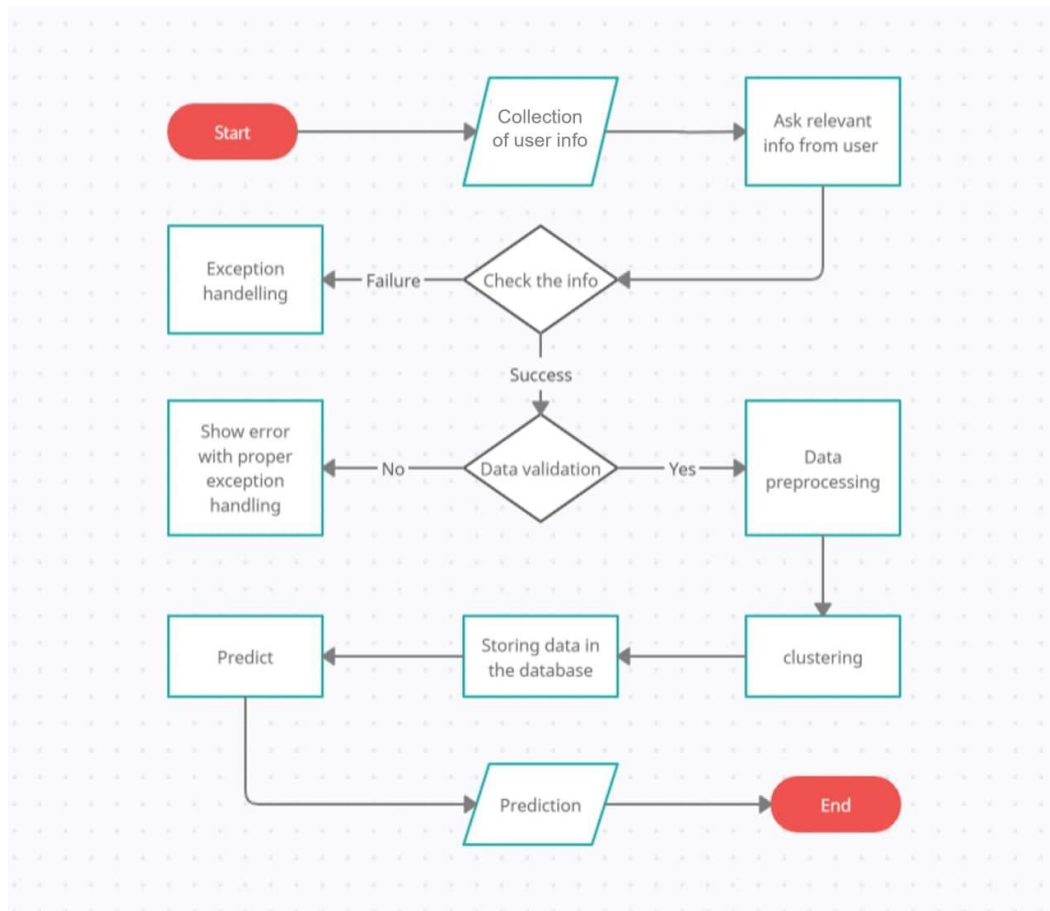 Start
Collection
of user info
Ask relevant
info from user
Exception
handelling
Failure
Check the info
Success
Show error
with proper
exception
handling
No
Data validation
Yes
Data
preprocessing
Predict
Storing data in
the database
clustering
Prediction
End